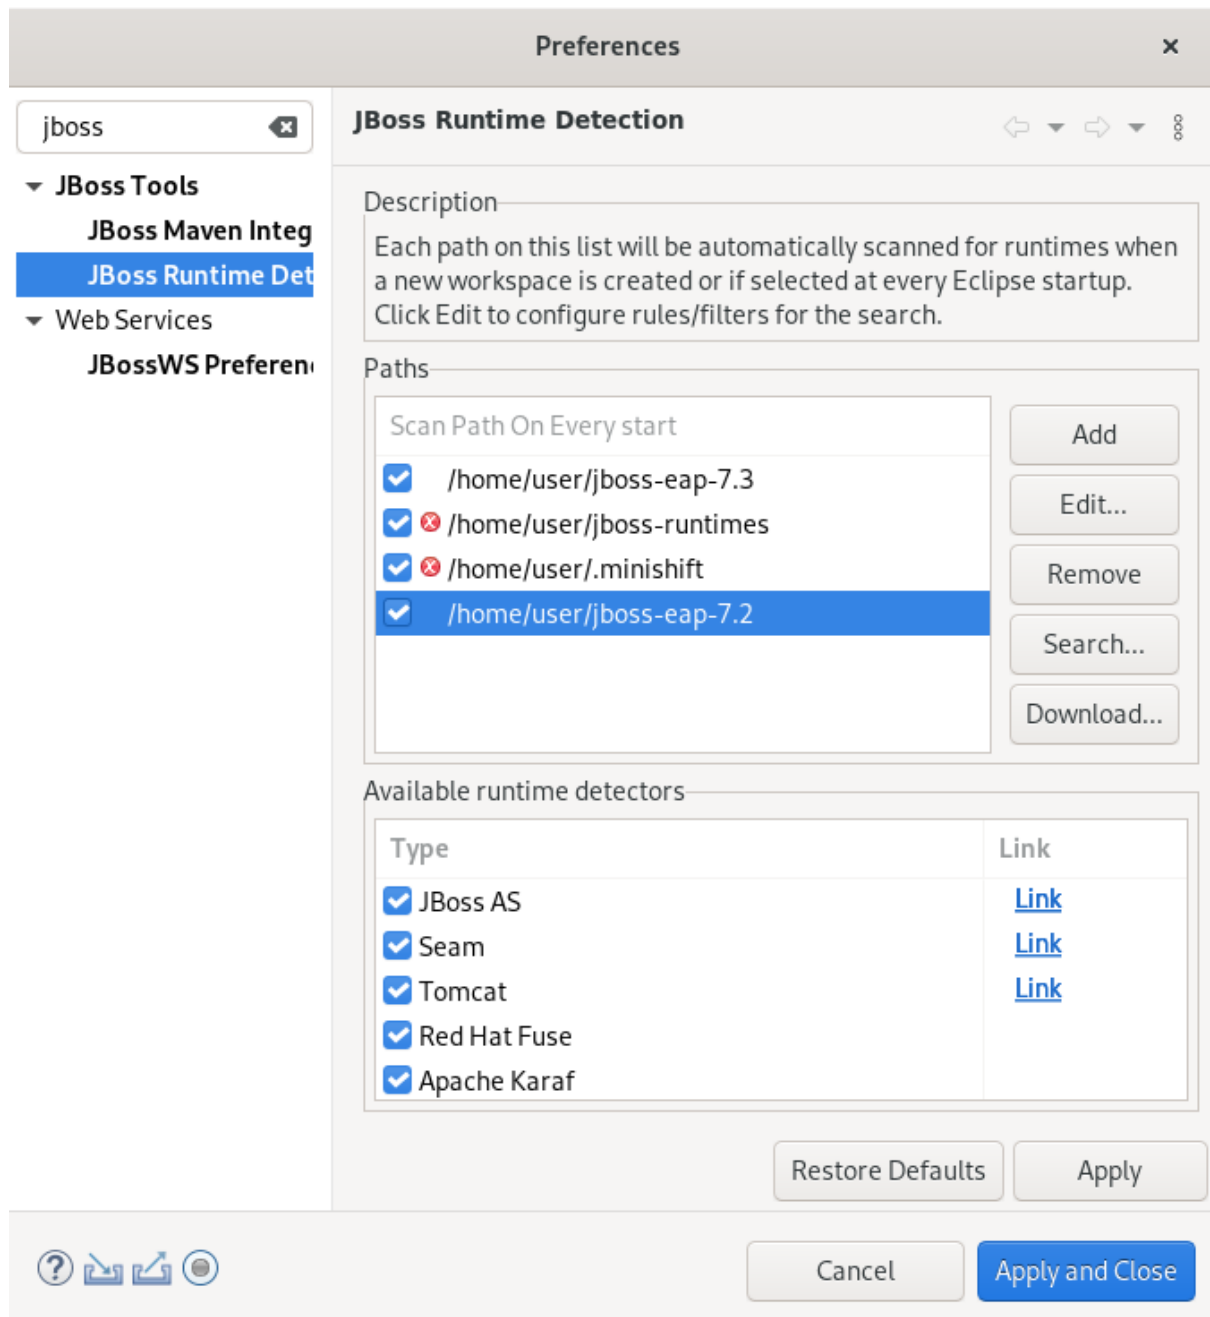 Preferences
jboss
JBoss Runtime Detection
JBoss Tools
JBoss Maven Integ
JBoss Runtime Det
Web Services
JBossWS Preferen
Description
Each path on this list will be automatically scanned for runtimes when
a new workspace is created or if selected at every Eclipse startup.
Click Edit to configure rules/filters for the search.
Paths
Scan Path On Every start
/home/user/jboss-eap-7.3
/home/user/jboss-runtimes
/home/user/.minishift
/home/user/jboss-eap-7.2
Add
Edit...
Remove
Search...
Download...
Available runtime detectors
Type Link
JBoss AS Link
Seam Link
Tomcat Link
Red Hat Fuse
Apache Karaf
Restore Defaults Apply
Cancel Apply and Close